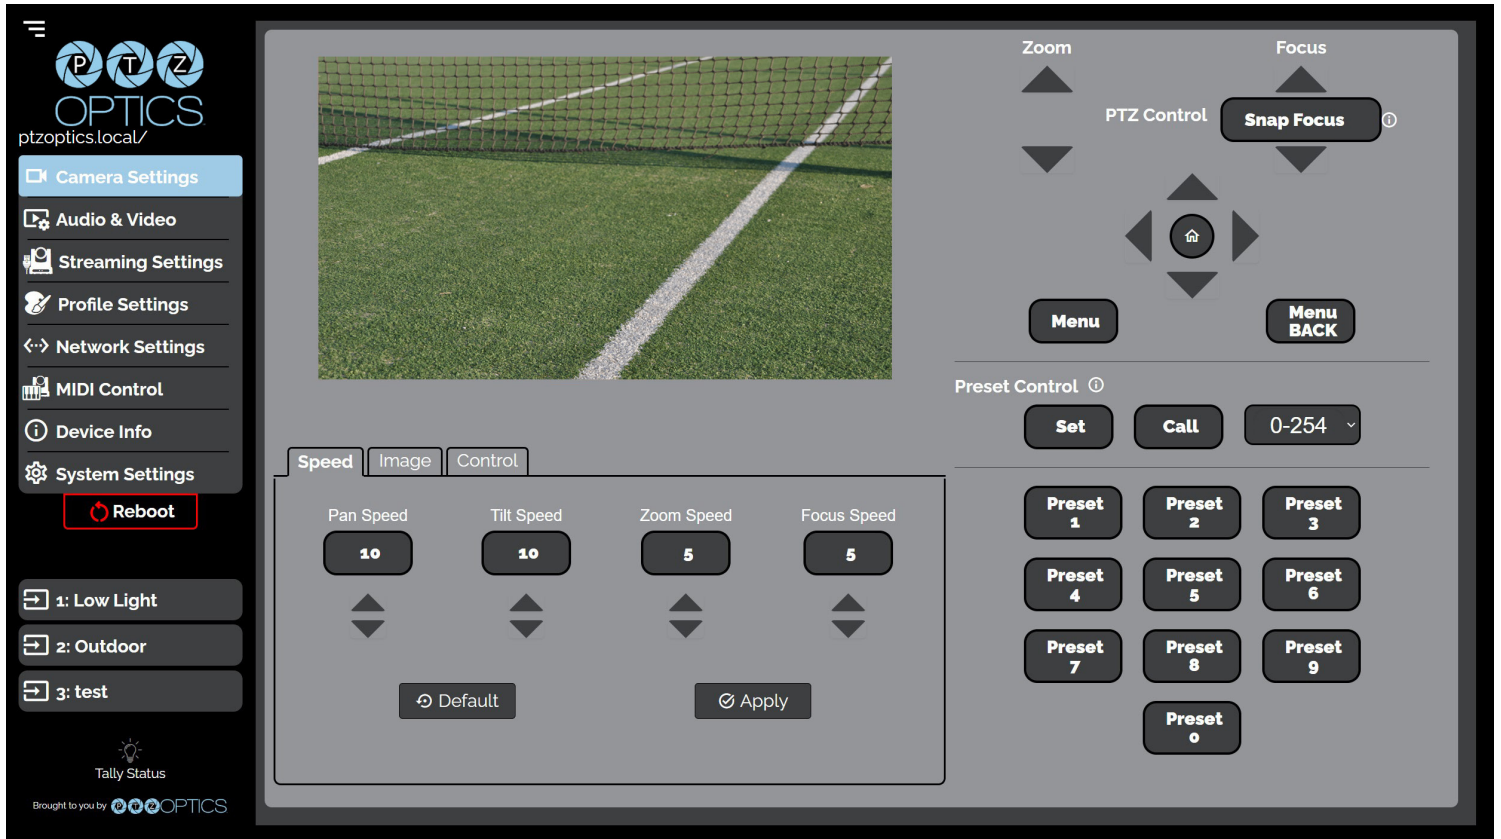 P T Z
OPTICS
ptzoptics.local/
Camera Settings
Audio & Video
Streaming Settings
Profile Settings
Network Settings
MIDI Control
Device Info
System Settings
Reboot
1: Low Light
2: Outdoor
3: test
Tally Status
Brought to you by PTZOPTICS
Zoom
Focus
PTZ Control
Snap Focus
Menu
Menu
BACK
Preset Control
Set
Call
0-254
Preset
1
Preset
2
Preset
3
Preset
4
Preset
5
Preset
6
Preset
7
Preset
8
Preset
9
Preset
0
Speed
Image
Control
Pan Speed
Tilt Speed
Zoom Speed
Focus Speed
10
10
5
5
Default
Apply